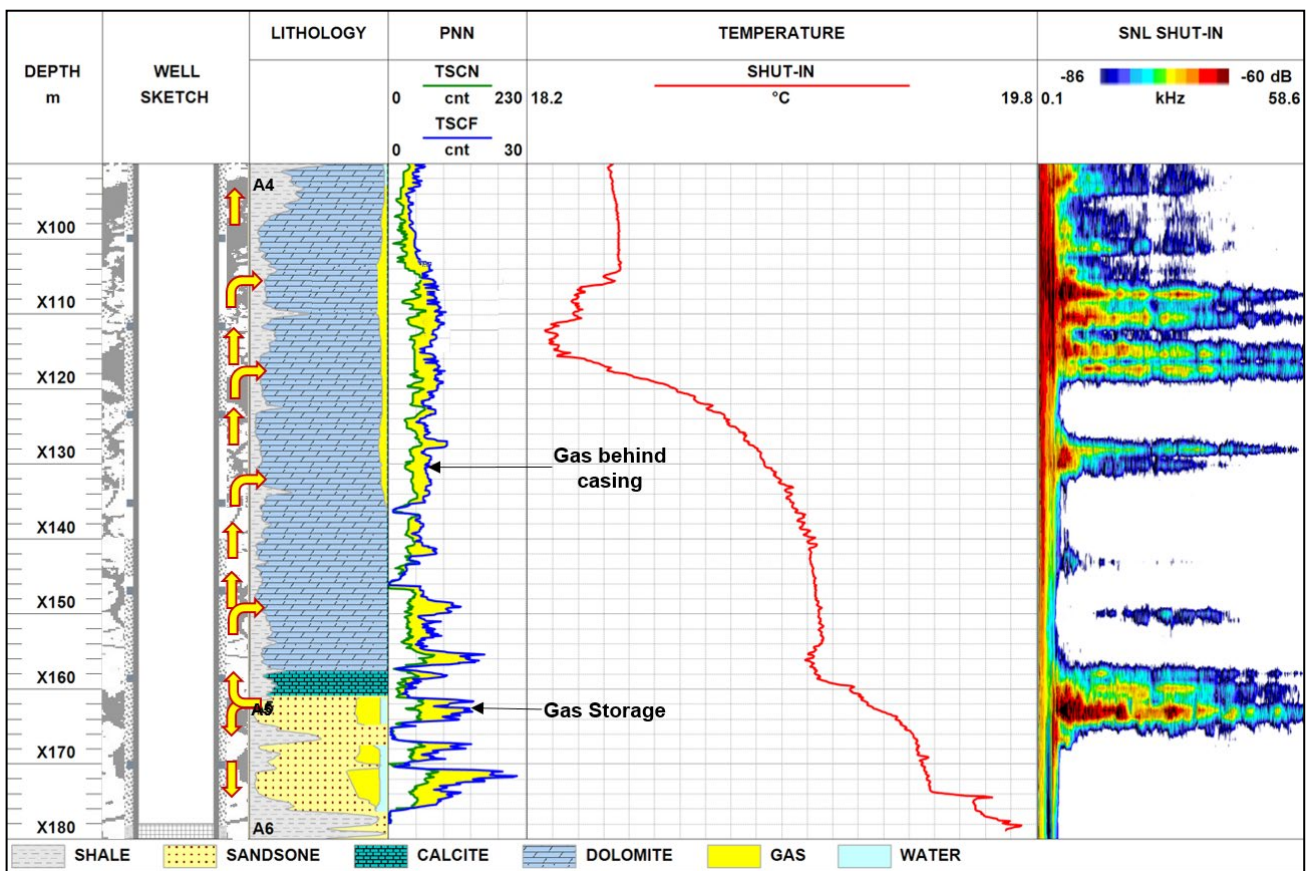 LITHOLOGY PNN TEMPERATURE SNL SHUT-IN
DEPTH
m
WELL
SKETCH
TSCN
0 cnt 230
TSCF
0 cnt 30
SHUT-IN
18.2 °C 19.8
-86 -60 dB
0.1 kHz 58.6
A4
X100
X110
X120
X130
Gas behind
casing
X140
X150
X160
A5
Gas Storage
X170
X180
A6
SHALE SANDSONE CALCITE DOLOMITE GAS WATER